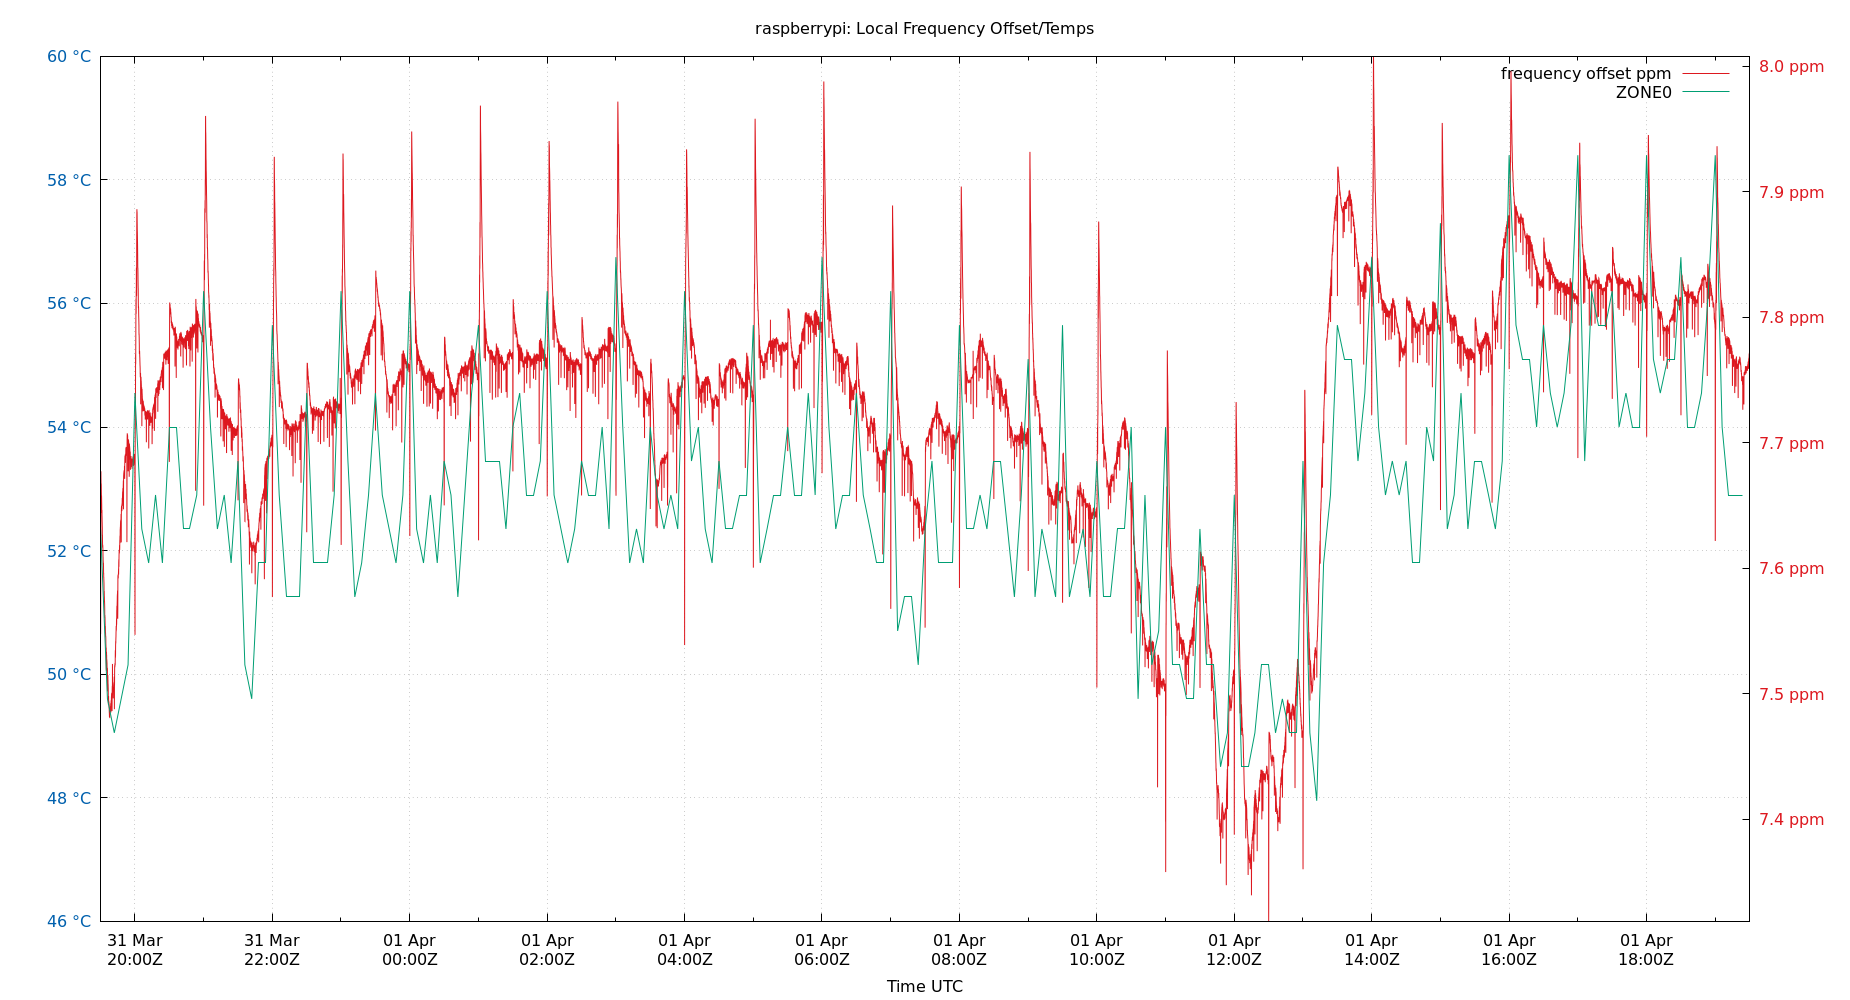 raspberrypi: Local Frequency Offset/Temps
60 °C
58 °C
56 °C
54 °C
52 °C
50 °C
48 °C
46 °C
8.0 ppm
7.9 ppm
7.8 ppm
7.7 ppm
7.6 ppm
7.5 ppm
7.4 ppm
frequency offset ppm
ZONE0
31 Mar
20:00Z
31 Mar
22:00Z
01 Apr
00:00Z
01 Apr
02:00Z
01 Apr
04:00Z
01 Apr
06:00Z
01 Apr
08:00Z
01 Apr
10:00Z
01 Apr
12:00Z
01 Apr
14:00Z
01 Apr
16:00Z
01 Apr
18:00Z
Time UTC